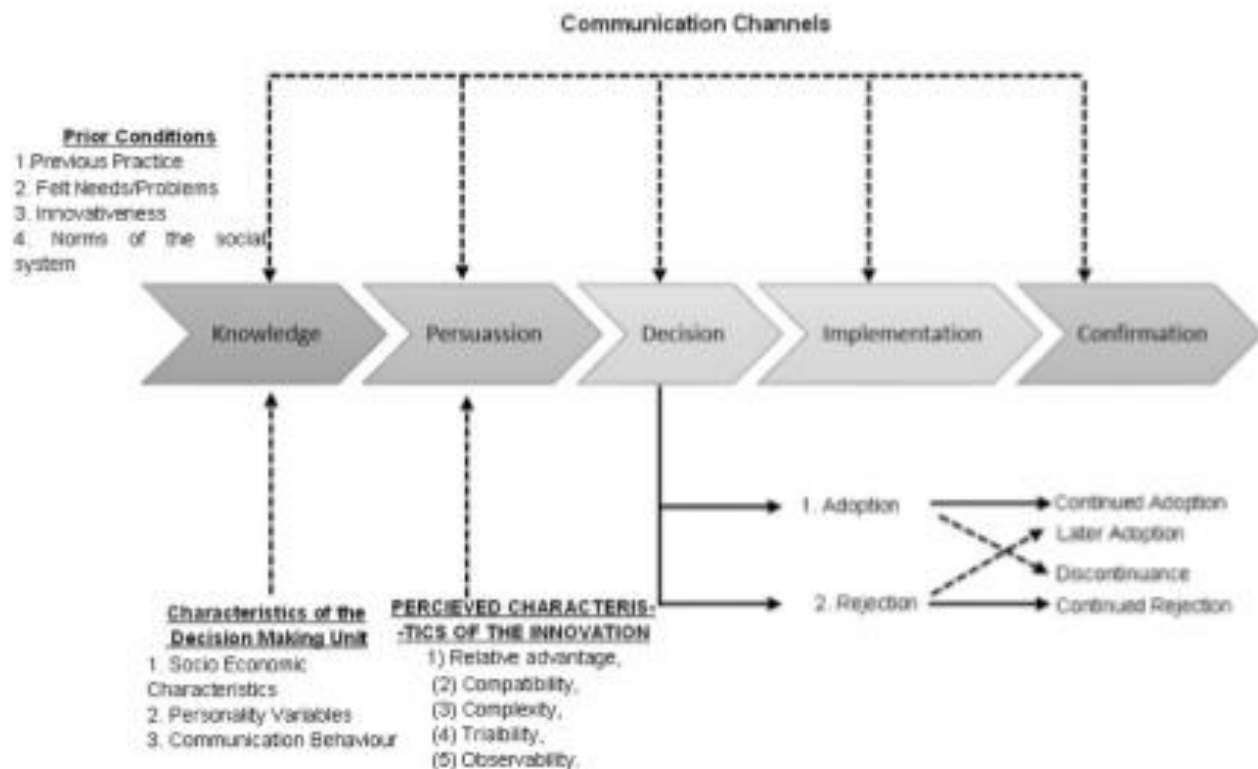 Communication Channels
Prior Conditions
1 Previous Practice
2. Felt Needs/Problems
3. Innovativeness
4. Norms of the social
system
Knowledge
Persuassion
Decision
Implementation
Confirmation
1. Adoption
Continued Adoption
Later Adoption
Discontinuance
2. Rejection
Continued Rejection
Characteristics of the
Decision Making Unit
1. Socio Economic
Characteristics
2. Personality Variables
3. Communication Behaviour
PERCIEVED CHARACTERIS-
-TICS OF THE INNOVATION
1) Relative advantage,
(2) Compatibility,
(3) Complexity,
(4) Trialbility,
(5) Observability.